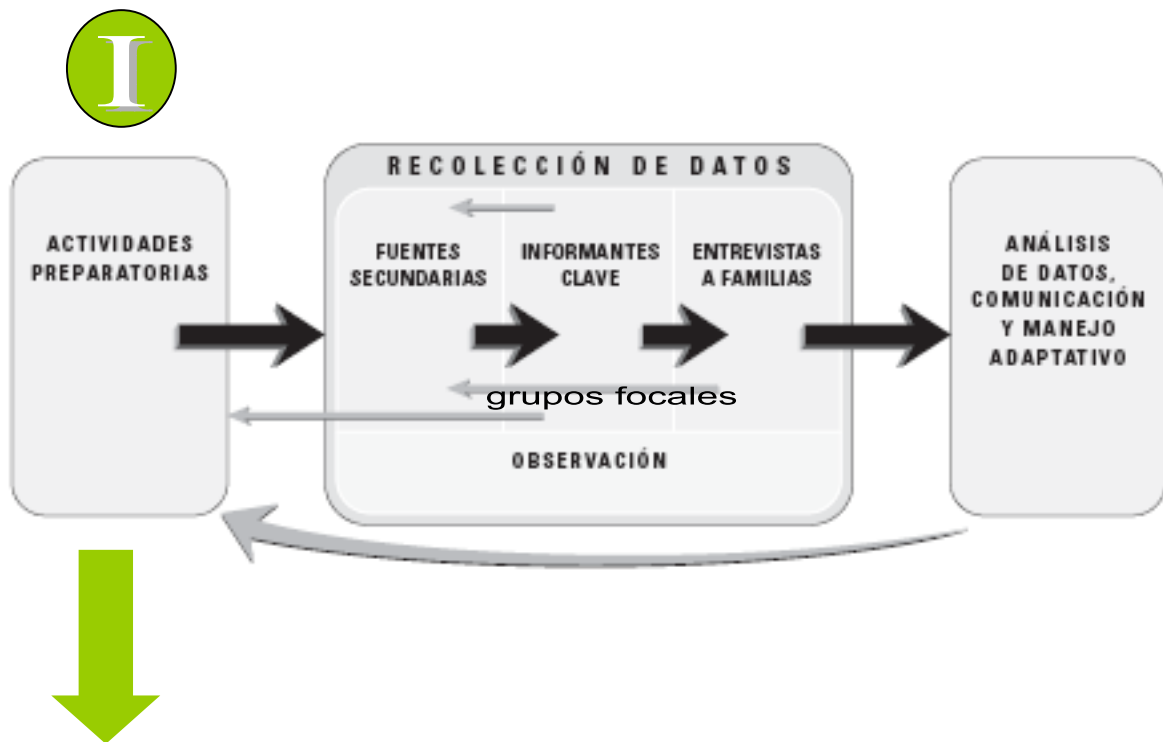 I
RECOLECCIÓN DE DATOS
ACTIVIDADES
PREPARATORIAS
FUENTES
SECUNDARIAS
INFORMANTES
CLAVE
ENTREVISTAS
A FAMILIAS
ANÁLISIS
DE DATOS,
COMUNICACIÓN
Y MANEJO
ADAPTATIVO
grupos focales
OBSERVACIÓN